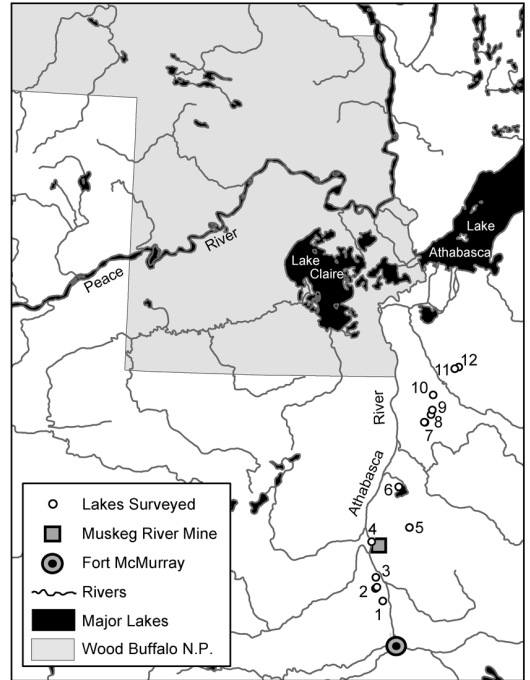 Lake
Athabasca
Lake
Claire
Peace River
12
11
10
9
8
7
Athabasca River
6
5
4
3
2
1
Lakes Surveyed
Muskeg River Mine
Fort McMurray
Rivers
Major Lakes
Wood Buffalo N.P.